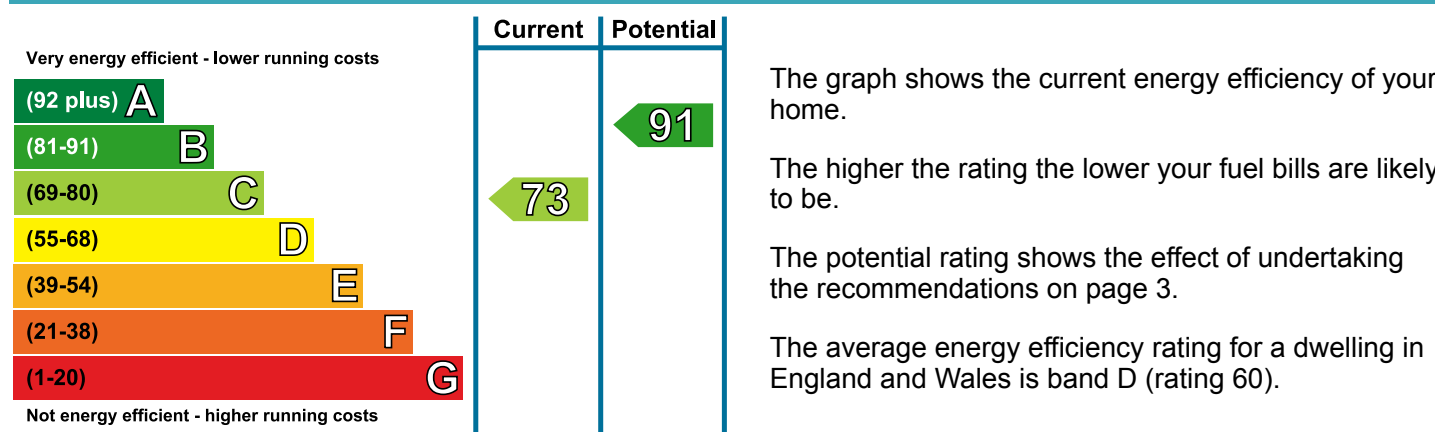 Current Potential
Very energy efficient - lower running costs
(92 plus) A
(81-91) B
(69-80) C
(55-68) D
(39-54) E
(21-38) F
(1-20) G
Not energy efficient - higher running costs
73
91
The graph shows the current energy efficiency of your
home.
The higher the rating the lower your fuel bills are likely
to be.
The potential rating shows the effect of undertaking
the recommendations on page 3.
The average energy efficiency rating for a dwelling in
England and Wales is band D (rating 60).